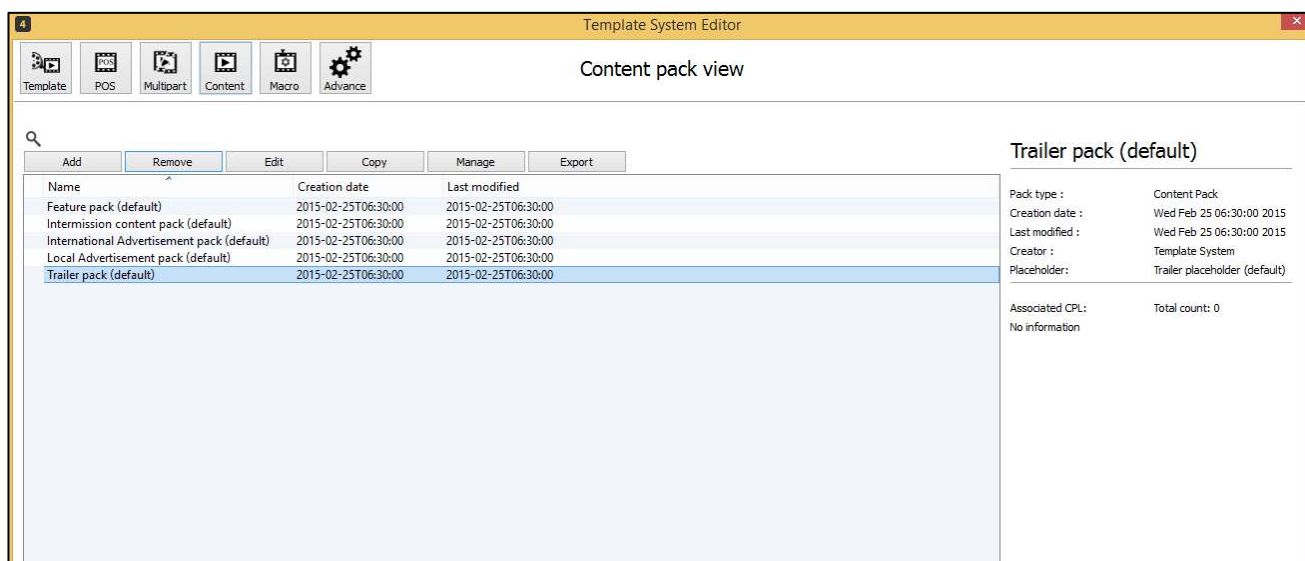 4
Template System Editor
Template POS Multipart Content Macro Advance
Content pack view
Add Remove Edit Copy Manage Export
Name Creation date Last modified
Feature pack (default) 2015-02-25T06:30:00 2015-02-25T06:30:00
Intermission content pack (default) 2015-02-25T06:30:00 2015-02-25T06:30:00
International Advertisement pack (default) 2015-02-25T06:30:00 2015-02-25T06:30:00
Local Advertisement pack (default) 2015-02-25T06:30:00 2015-02-25T06:30:00
Trailer pack (default) 2015-02-25T06:30:00 2015-02-25T06:30:00
Trailer pack (default)
Pack type : Content Pack
Creation date : Wed Feb 25 06:30:00 2015
Last modified : Wed Feb 25 06:30:00 2015
Creator : Template System
Placeholder: Trailer placeholder (default)
Associated CPL: Total count: 0
No information